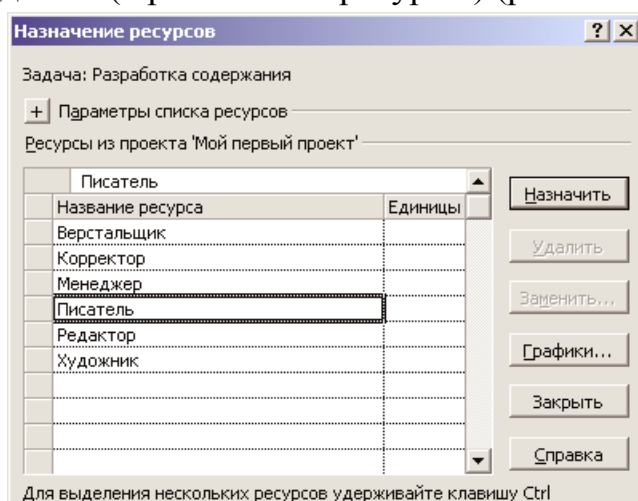 Назначение ресурсов
Задача: Разработка содержания
+ Параметры списка ресурсов
Ресурсы из проекта 'Мой первый проект'
Писатель
Название ресурса Единицы
Верстальщик
Корректор
Менеджер
Писатель
Редактор
Художник
Назначить
Удалить
Заменить...
Графики...
Закрыть
Справка
Для выделения нескольких ресурсов удерживайте клавишу Ctrl